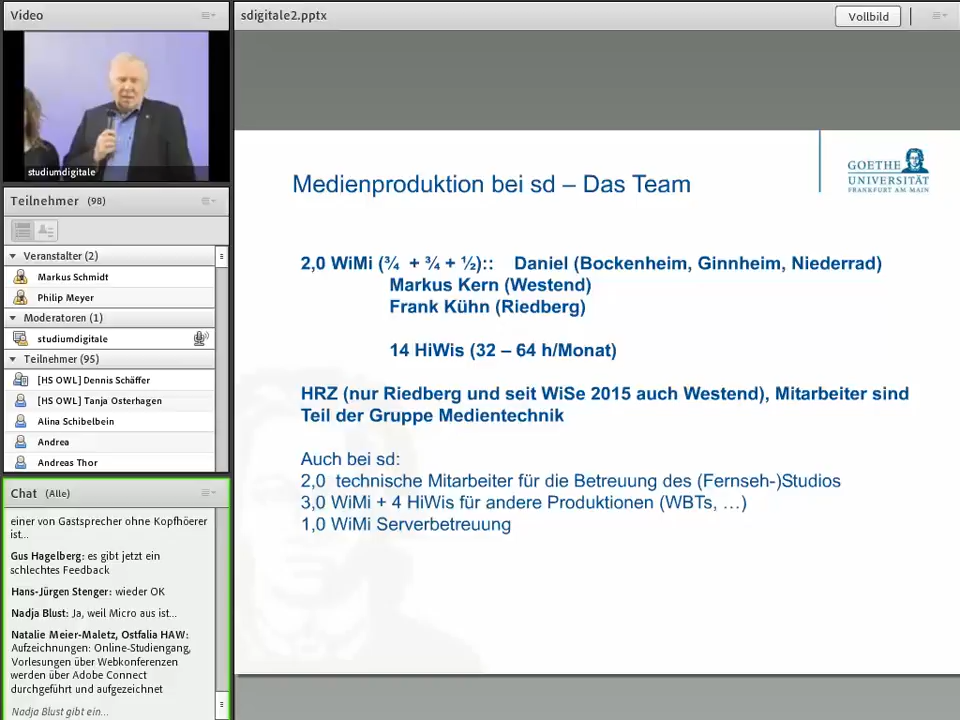 Video
studiumdigitale
Teilnehmer (98)
Veranstalter (2)
Markus Schmidt
Philip Meyer
Moderatoren (1)
studiumdigitale
Teilnehmer (95)
[HS OWL] Dennis Schäffer
[HS OWL] Tanja Osterhagen
Alina Schibelbein
Andrea
Andreas Thor
Chat (Alle)
einer von Gastsprecher ohne Kopfhöerer
ist...
Gus Hagelberg: es gibt jetzt ein
schlechtes Feedback
Hans-Jürgen Stenger: wieder OK
Nadja Blust: Ja, weil Micro aus ist...
Natalie Meier-Maletz, Ostfalia HAW:
Aufzeichnungen: Online-Studiengang,
Vorlesungen über Webkonferenzen
werden über Adobe Connect
durchgeführt und aufgezeichnet
Nadja Blust gibt ein...
sdigitale2.pptx
Vollbild
GOETHE
UNIVERSITÄT
FRANKFURT AM MAIN
Medienproduktion bei sd – Das Team
2,0 WiMi (¾ + ¾ + ½):: Daniel (Bockenheim, Ginnheim, Niederrad)
Markus Kern (Westend)
Frank Kühn (Riedberg)
14 HiWis (32 – 64 h/Monat)
HRZ (nur Riedberg und seit WiSe 2015 auch Westend), Mitarbeiter sind
Teil der Gruppe Medientechnik
Auch bei sd:
2,0 technische Mitarbeiter für die Betreuung des (Fernseh-)Studios
3,0 WiMi + 4 HiWis für andere Produktionen (WBTs, …)
1,0 WiMi Serverbetreuung